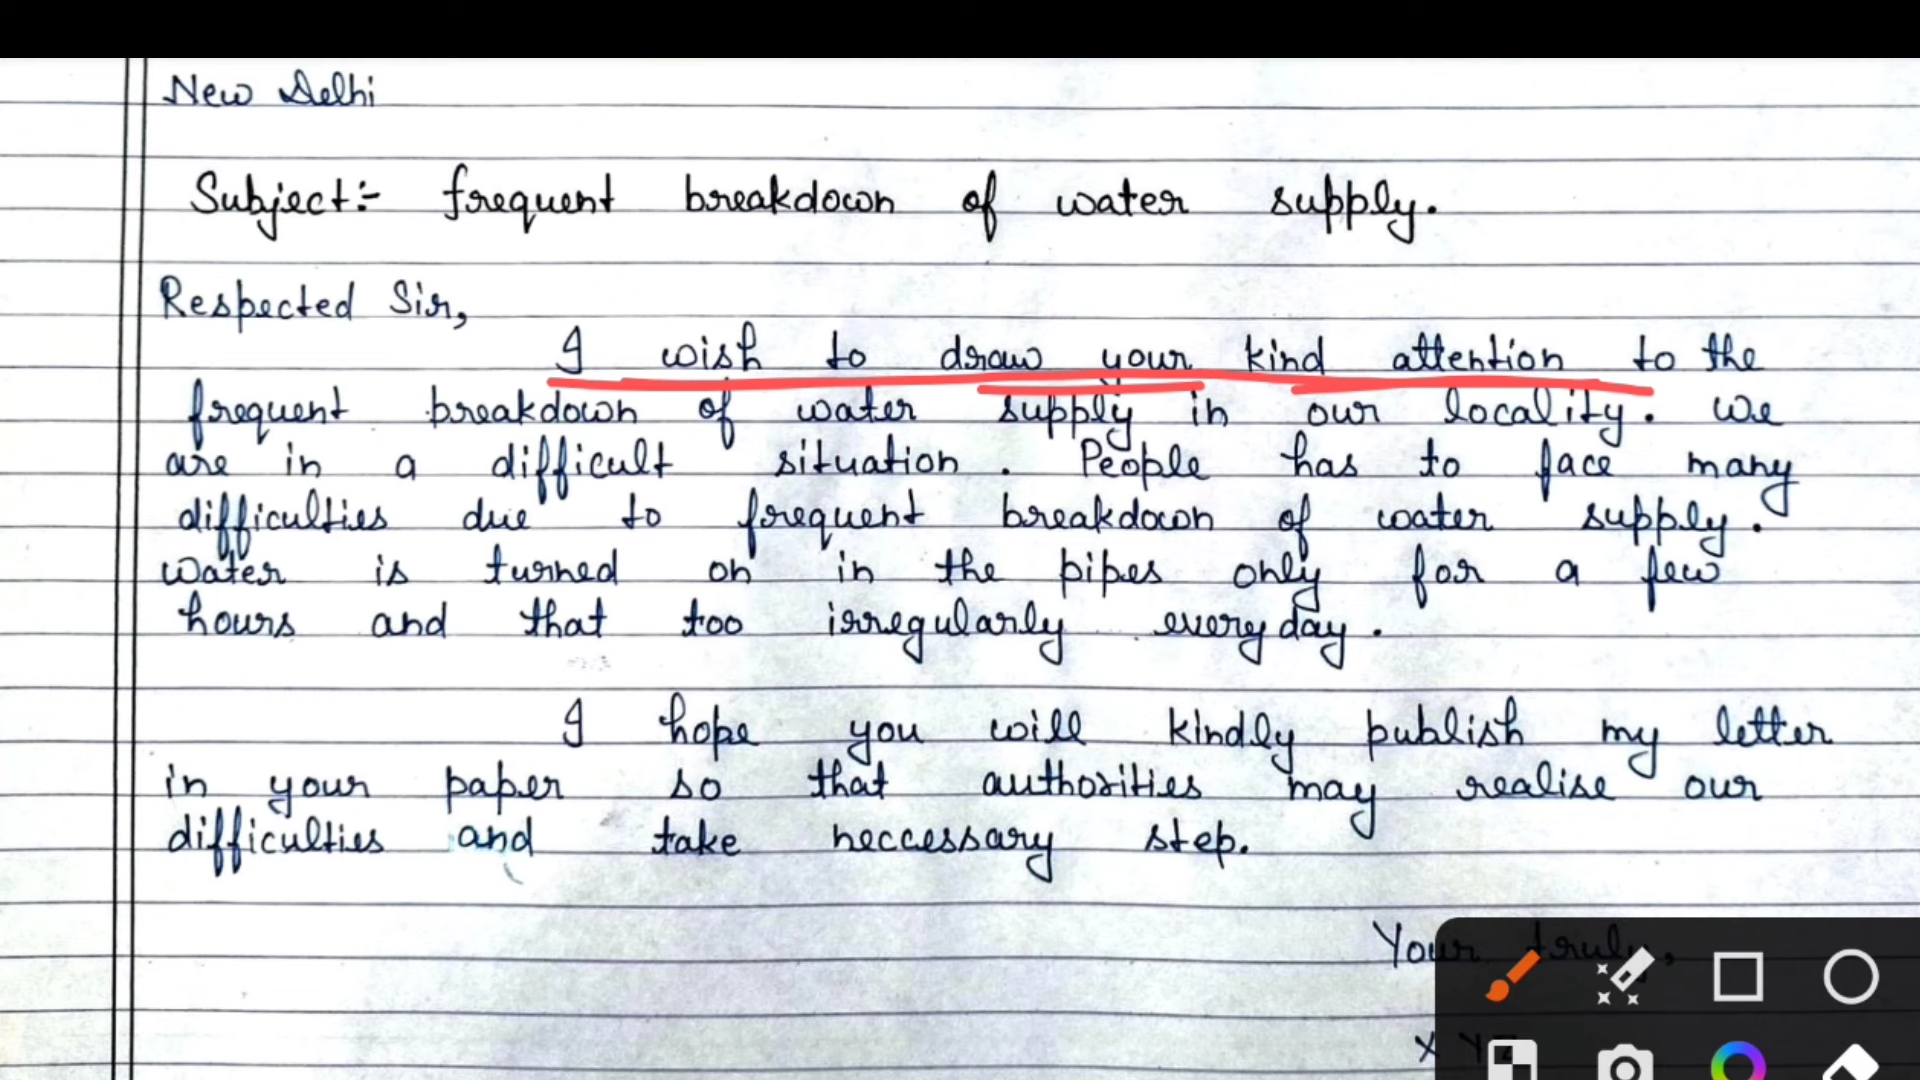 New Delhi
Subject:- frequent breakdown of water supply.
Respected Sir,
I wish to draw your kind attention to the
frequent breakdown of water supply in our locality. We
are in a difficult situation. People has to face many
difficulties due to frequent breakdown of water supply.
Water is turned on in the pipes only for a few
hours and that too irregularly everyday.
I hope you will kindly publish my letter
in your paper so that authorities may realise our
difficulties and take neccessary step.
Your truly,
XYZ